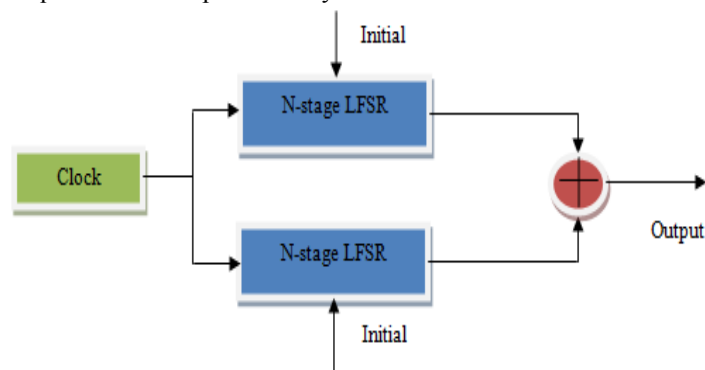 Initial
N-stage LFSR
Clock
N-stage LFSR
Output
Initial